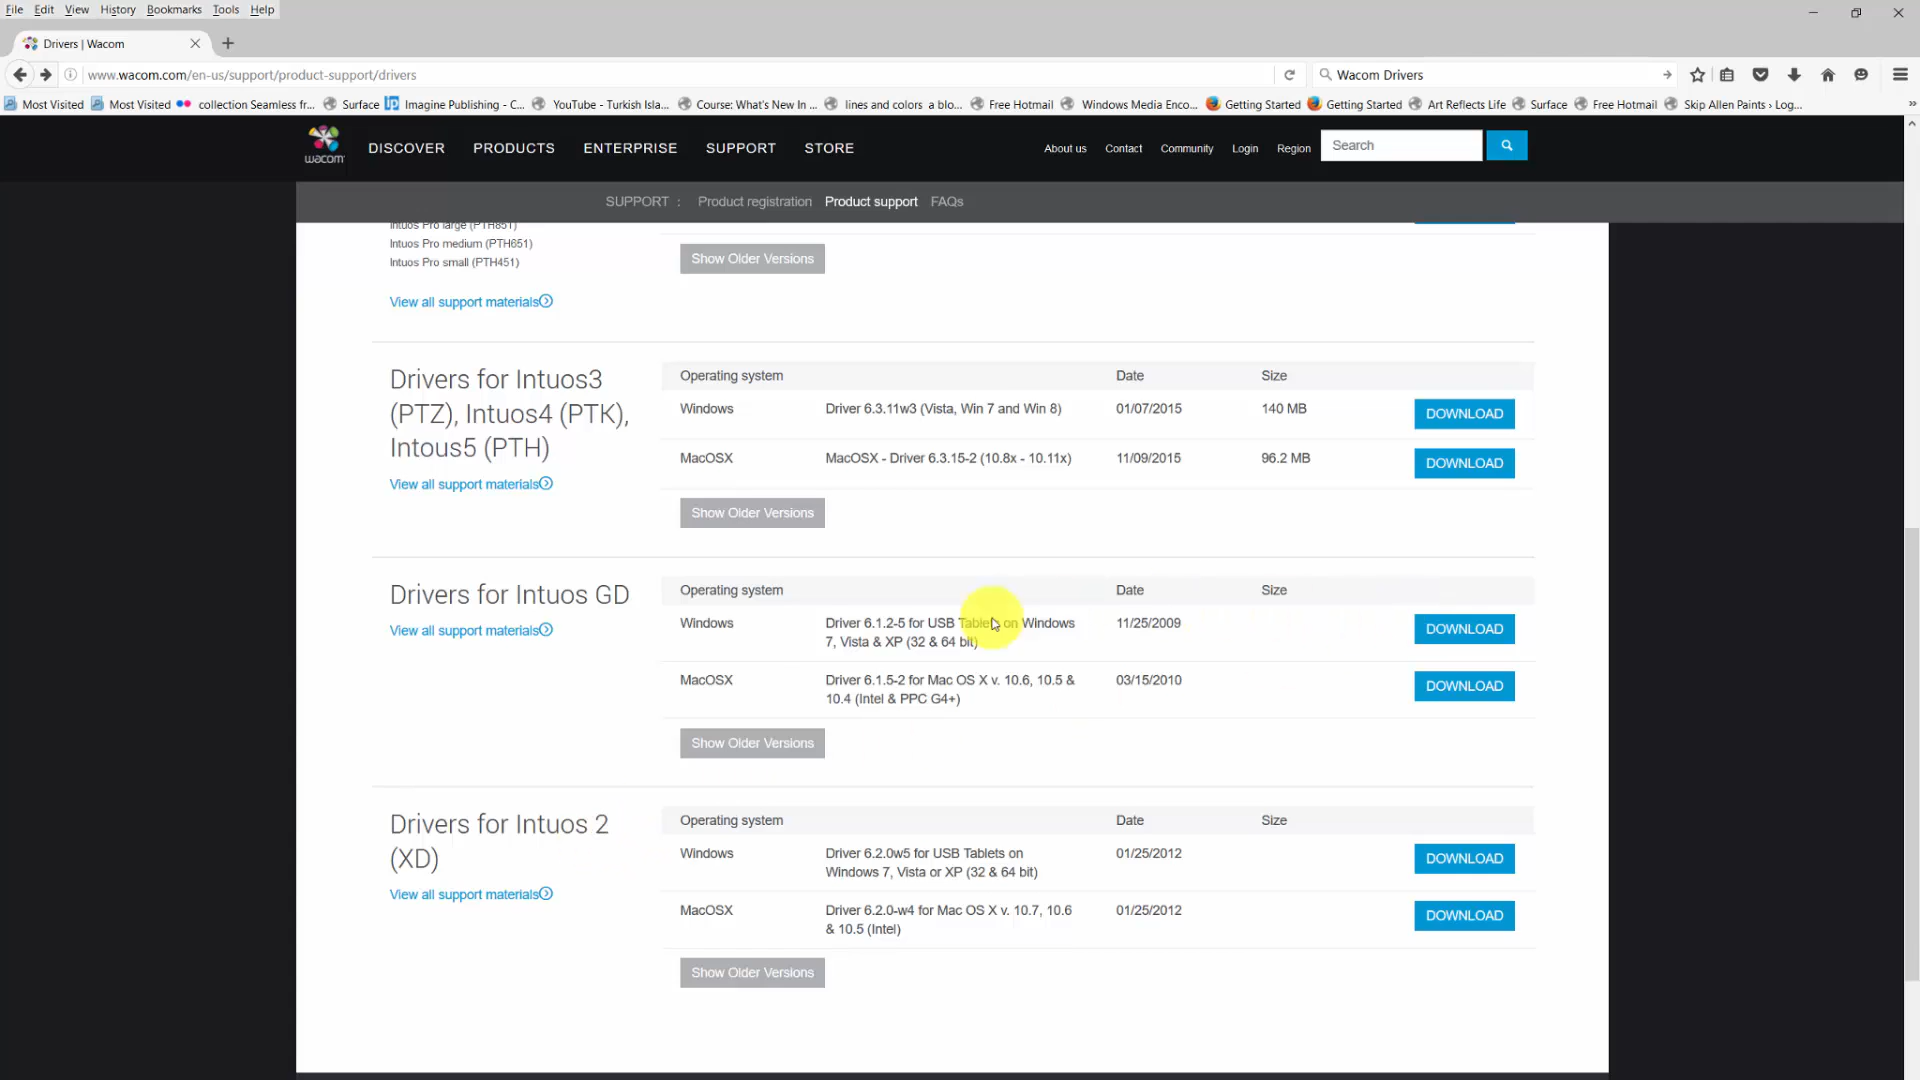 File Edit View History Bookmarks Tools Help
Drivers | Wacom
www.wacom.com/en-us/support/product-support/drivers
Wacom Drivers
Most Visited Most Visited collection Seamless fr... Surface Imagine Publishing - C... YouTube - Turkish Isla... Course: What's New In ... lines and colors a blo... Free Hotmail Windows Media Enco... Getting Started Getting Started Art Reflects Life Surface Free Hotmail Skip Allen Paints › Log...
wacom DISCOVER PRODUCTS ENTERPRISE SUPPORT STORE About us Contact Community Login Region Search
SUPPORT : Product registration Product support FAQs
Intuos Pro large (PTH851)
Intuos Pro medium (PTH651)
Intuos Pro small (PTH451)
Show Older Versions
View all support materials
Drivers for Intuos3
(PTZ), Intuos4 (PTK),
Intous5 (PTH)
View all support materials
Operating system Date Size
Windows Driver 6.3.11w3 (Vista, Win 7 and Win 8) 01/07/2015 140 MB DOWNLOAD
MacOSX MacOSX - Driver 6.3.15-2 (10.8x - 10.11x) 11/09/2015 96.2 MB DOWNLOAD
Show Older Versions
Drivers for Intuos GD
View all support materials
Operating system Date Size
Windows Driver 6.1.2-5 for USB Tablets on Windows 11/25/2009 DOWNLOAD
7, Vista & XP (32 & 64 bit)
MacOSX Driver 6.1.5-2 for Mac OS X v. 10.6, 10.5 & 03/15/2010 DOWNLOAD
10.4 (Intel & PPC G4+)
Show Older Versions
Drivers for Intuos 2
(XD)
View all support materials
Operating system Date Size
Windows Driver 6.2.0w5 for USB Tablets on 01/25/2012 DOWNLOAD
Windows 7, Vista or XP (32 & 64 bit)
MacOSX Driver 6.2.0-w4 for Mac OS X v. 10.7, 10.6 01/25/2012 DOWNLOAD
& 10.5 (Intel)
Show Older Versions